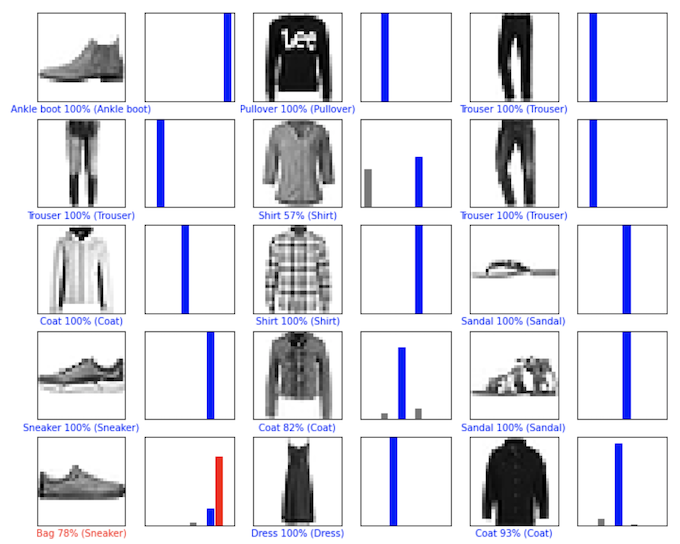 Lee
Ankle boot 100% (Ankle boot)
Pullover 100% (Pullover)
Trouser 100% (Trouser)
Trouser 100% (Trouser)
Shirt 57% (Shirt)
Trouser 100% (Trouser)
Coat 100% (Coat)
Shirt 100% (Shirt)
Sandal 100% (Sandal)
Sneaker 100% (Sneaker)
Coat 82% (Coat)
Sandal 100% (Sandal)
Bag 78% (Sneaker)
Dress 100% (Dress)
Coat 93% (Coat)